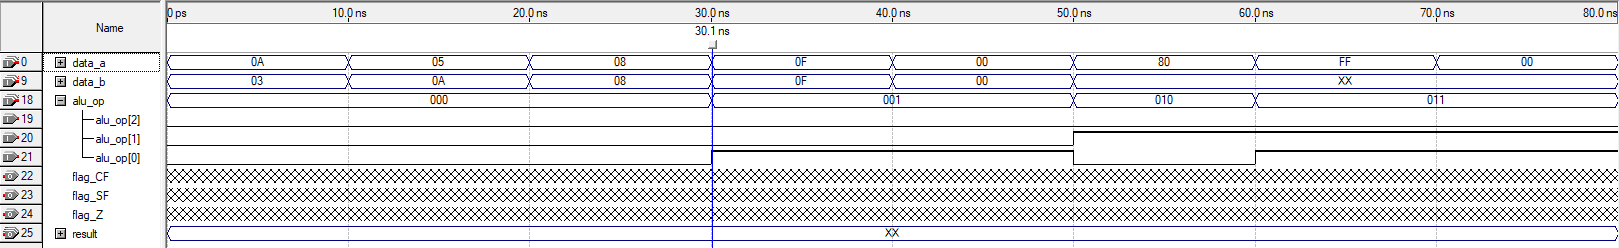 Name
0 ps 10.0 ns 20.0 ns 30.0 ns 40.0 ns 50.0 ns 60.0 ns 70.0 ns 80.0 ns
30.1 ns
0 data_a 0A 05 08 0F 00 80 FF 00
9 data_b 03 0A 08 0F 00 XX
18 alu_op 000 001 010 011
19 alu_op[2]
20 alu_op[1]
21 alu_op[0]
22 flag_CF
23 flag_SF
24 flag_Z
25 result XX